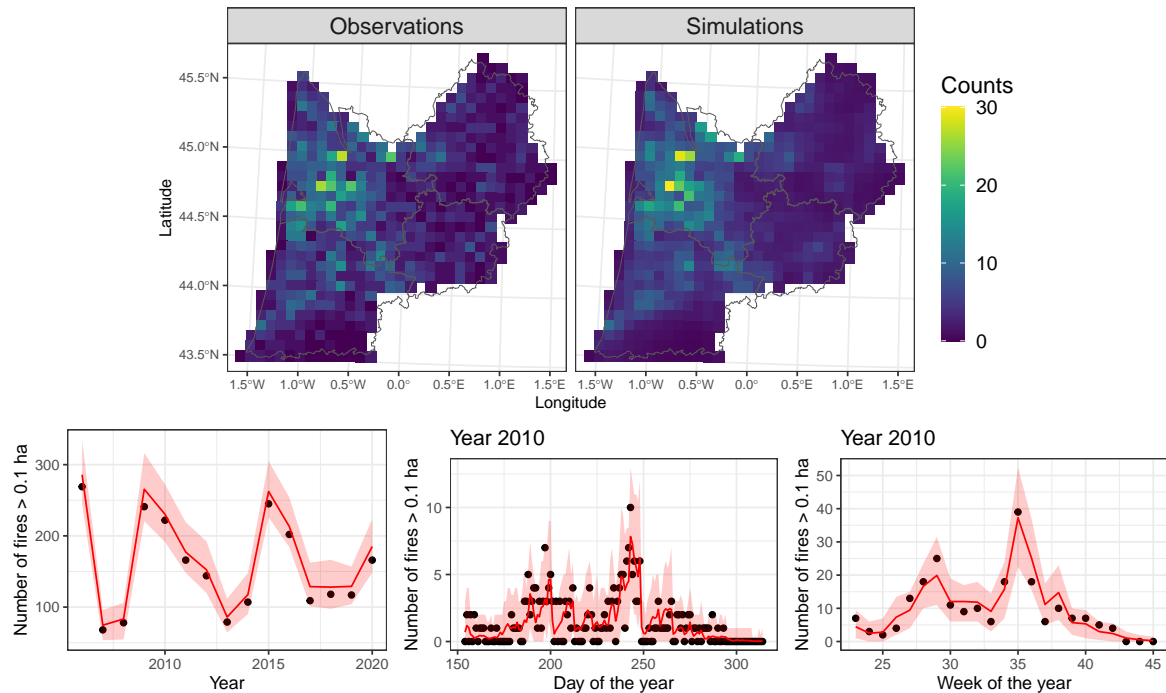 Observations
Simulations
45.5°N
45.0°N
44.5°N
44.0°N
43.5°N
Latitude
1.5°W 1.0°W 0.5°W 0.0° 0.5°E 1.0°E 1.5°E
1.5°W 1.0°W 0.5°W 0.0° 0.5°E 1.0°E 1.5°E
Longitude
Counts
30
20
10
0
Number of fires > 0.1 ha
300
200
100
2010 2015 2020
Year
Year 2010
Number of fires > 0.1 ha
10
5
0
150 200 250 300
Day of the year
Year 2010
Number of fires > 0.1 ha
50
40
30
20
10
0
25 30 35 40 45
Week of the year